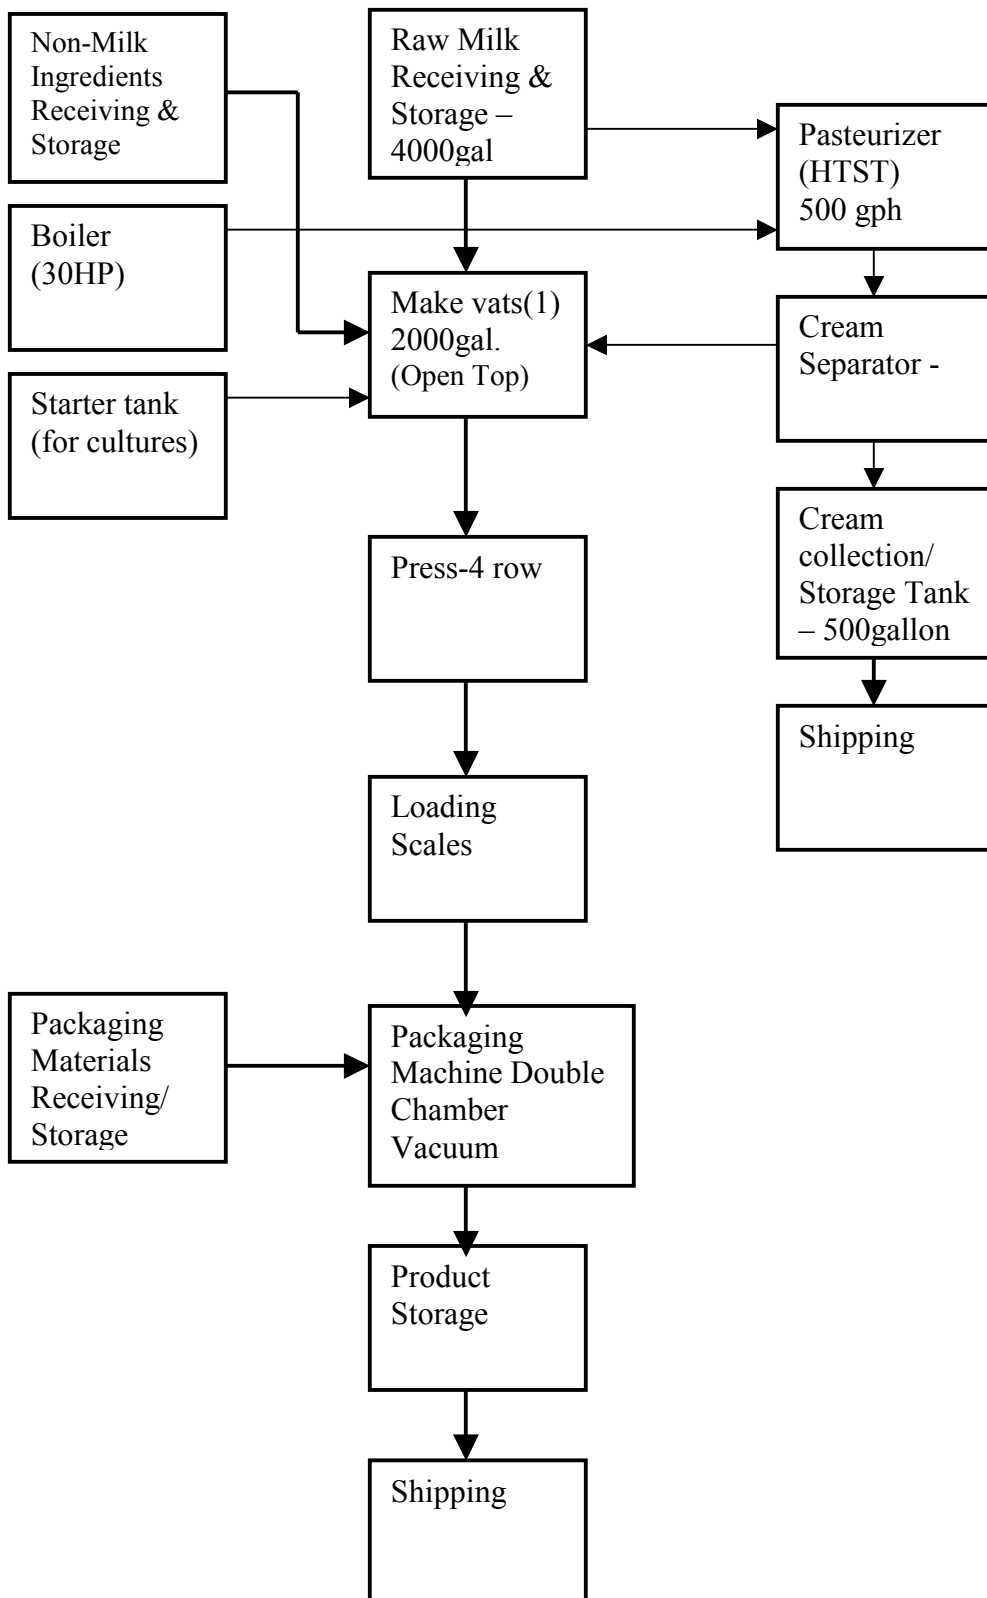 Non-Milk
Ingredients
Receiving &
Storage
Raw Milk
Receiving &
Storage –
4000gal
Pasteurizer
(HTST)
500 gph
Boiler
(30HP)
Make vats(1)
2000gal.
(Open Top)
Cream
Separator -
Starter tank
(for cultures)
Cream
collection/
Storage Tank
– 500gallon
Press-4 row
Shipping
Loading
Scales
Packaging
Materials
Receiving/
Storage
Packaging
Machine Double
Chamber
Vacuum
Product
Storage
Shipping